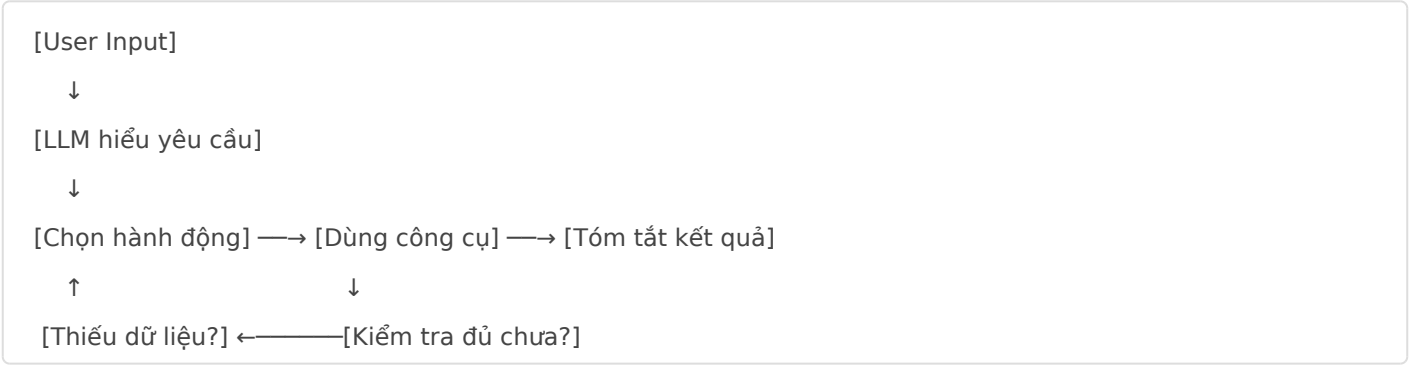 [User Input]
↓
[LLM hiểu yêu cầu]
↓
[Chọn hành động] ──→ [Dùng công cụ] ──→ [Tóm tắt kết quả]
↑ ↓
[Thiếu dữ liệu?] ←──────[Kiểm tra đủ chưa?]